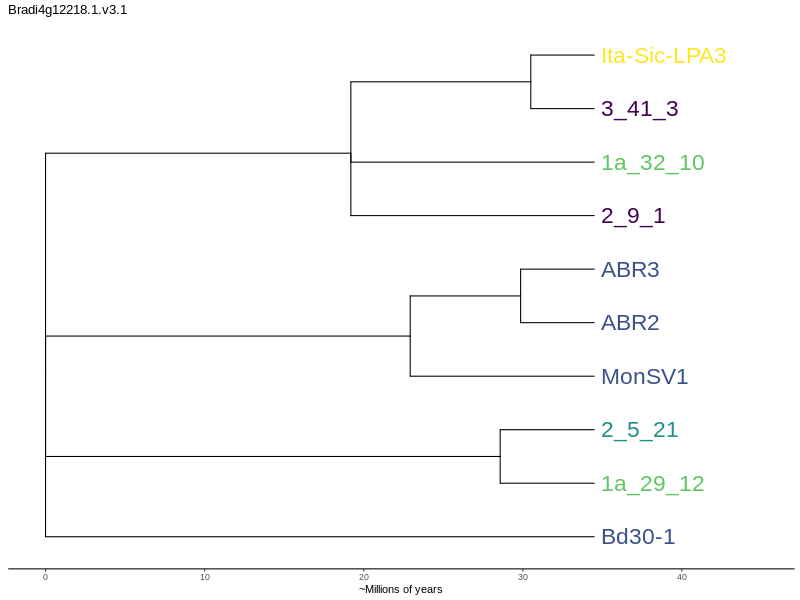 Bradi4g12218.1.v3.1
Ita-Sic-LPA3
3_41_3
1a_32_10
2_9_1
ABR3
ABR2
MonSV1
2_5_21
1a_29_12
Bd30-1
0 10 20 30 40
~Millions of years